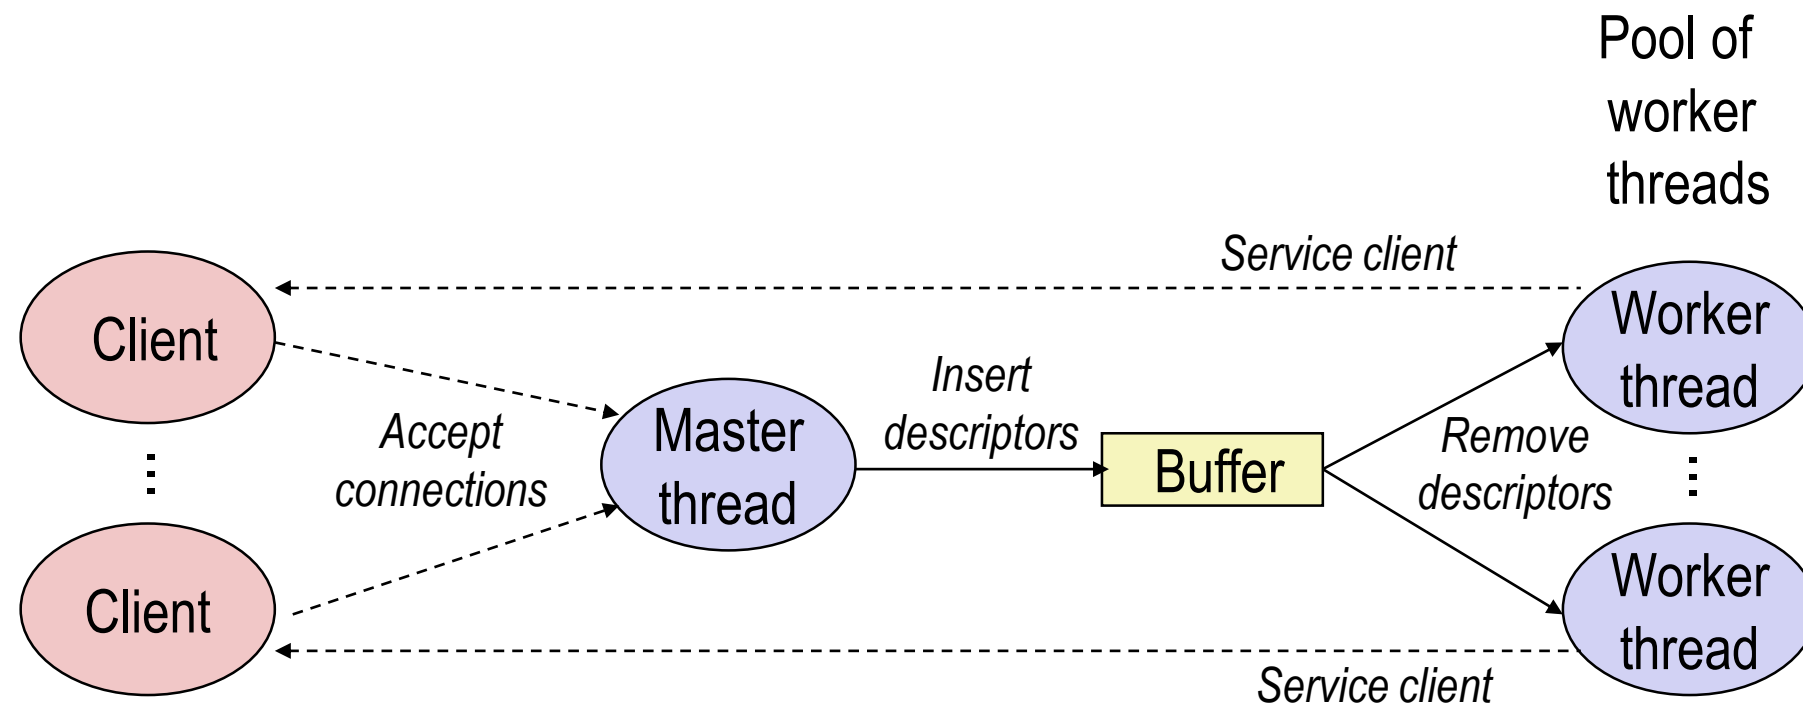 Pool of
worker
threads
Service client
Client
Worker
thread
Insert
descriptors
Accept
connections
Master
thread
Buffer
Remove
descriptors
Client
Worker
thread
Service client